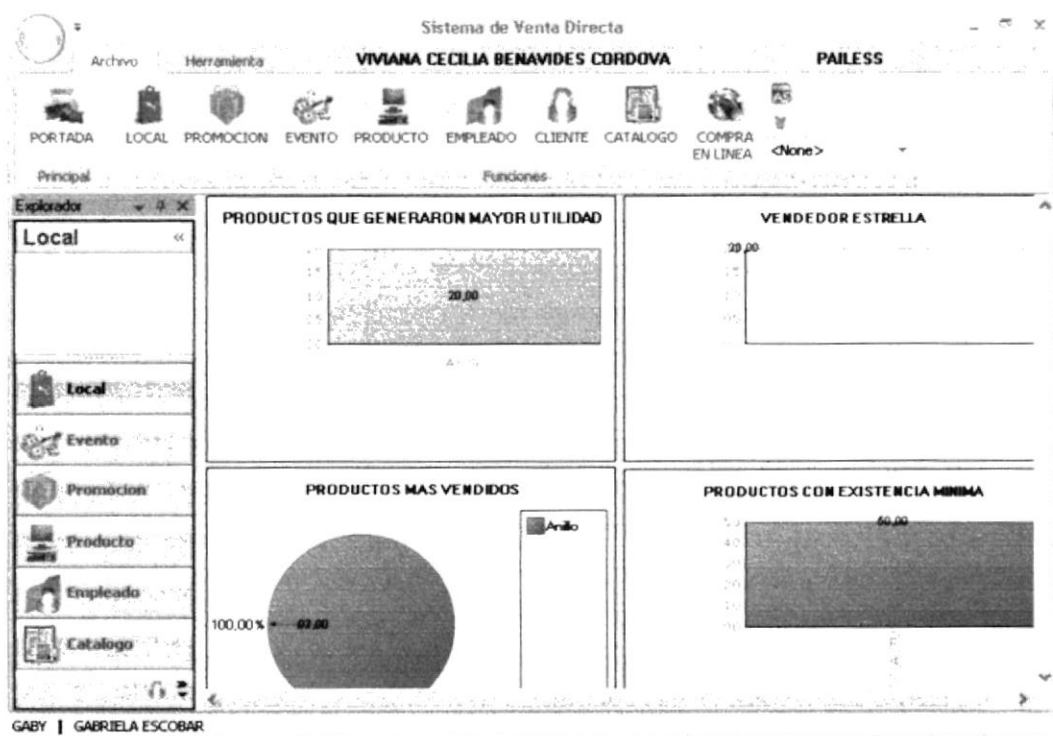 Sistema de Venta Directa
Archivo Herramienta VIVIANA CECILIA BENAVIDES CORDOVA PAILESS
PORTADA LOCAL PROMOCION EVENTO PRODUCTO EMPLEADO CLIENTE CATALOGO COMPRA EN LINEA <None>
Principal Funciones
Explorador
Local
Local
Evento
Promocion
Producto
Empleado
Catalogo
PRODUCTOS QUE GENERARON MAYOR UTILIDAD
20,00
VENDEDOR ESTRELLA
20,00
PRODUCTOS MAS VENDIDOS
Anillo
100,00%
PRODUCTOS CON EXISTENCIA MINIMA
GABY | GABRIELA ESCOBAR